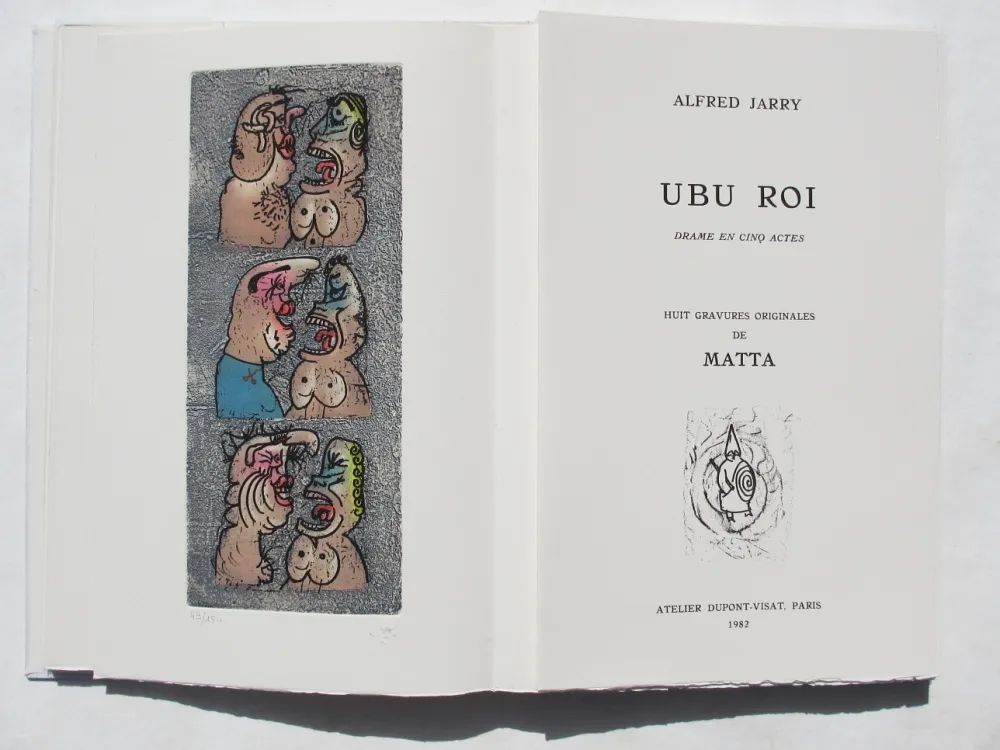 ALFRED JARRY
UBU ROI
DRAME EN CINQ ACTES
HUIT GRAVURES ORIGINALES
DE
MATTA
ATELIER DUPONT-VISAT, PARIS
1982